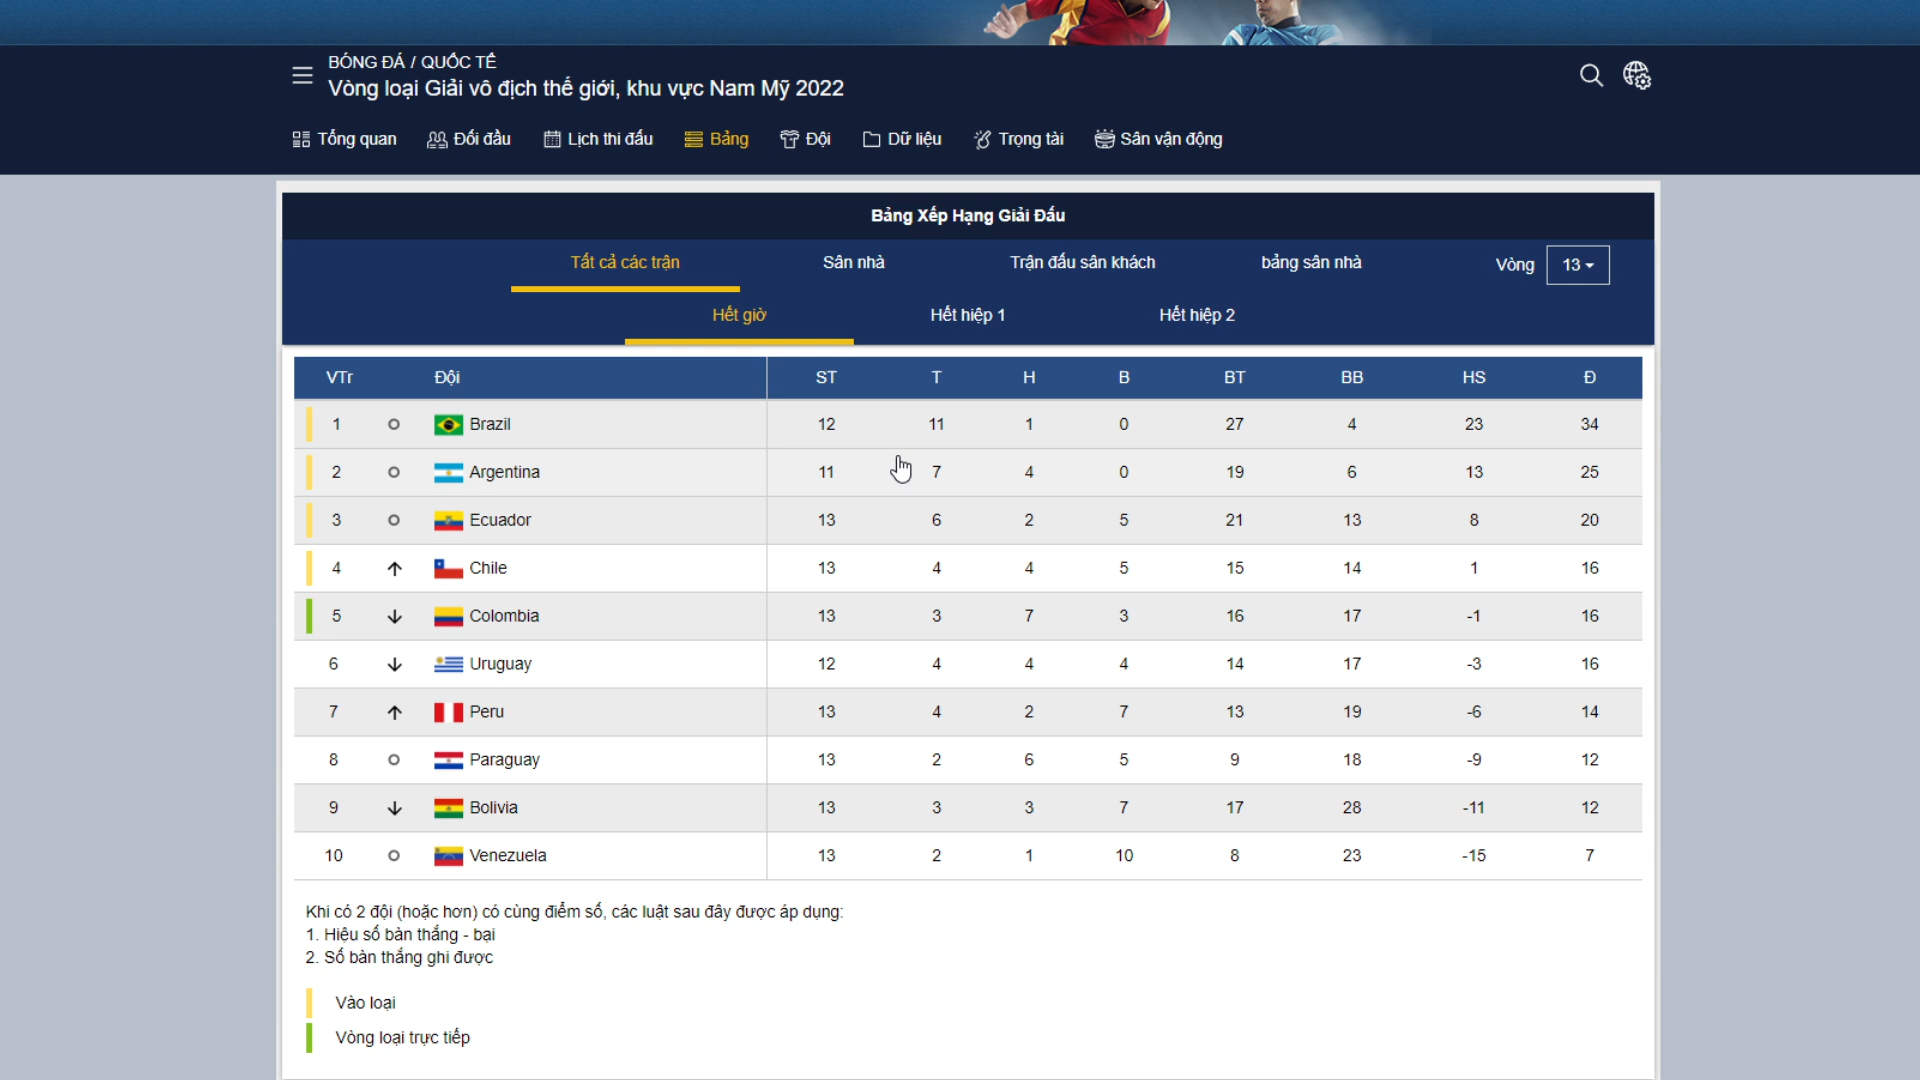 BÓNG ĐÁ / QUỐC TẾ
Vòng loại Giải vô địch thế giới, khu vực Nam Mỹ 2022
Tổng quan Đối đầu Lịch thi đấu Bảng Đội Dữ liệu Trọng tài Sân vận động
Bảng Xếp Hạng Giải Đấu
Tất cả các trận Sân nhà Trận đấu sân khách bảng sân nhà Vòng 13
Hết giờ Hết hiệp 1 Hết hiệp 2
VTr Đội ST T H B BT BB HS Đ
1 Brazil 12 11 1 0 27 4 23 34
2 Argentina 11 7 4 0 19 6 13 25
3 Ecuador 13 6 2 5 21 13 8 20
4 Chile 13 4 4 5 15 14 1 16
5 Colombia 13 3 7 3 16 17 -1 16
6 Uruguay 12 4 4 4 14 17 -3 16
7 Peru 13 4 2 7 13 19 -6 14
8 Paraguay 13 2 6 5 9 18 -9 12
9 Bolivia 13 3 3 7 17 28 -11 12
10 Venezuela 13 2 1 10 8 23 -15 7
Khi có 2 đội (hoặc hơn) có cùng điểm số, các luật sau đây được áp dụng:
1. Hiệu số bàn thắng - bại
2. Số bàn thắng ghi được
Vào loại
Vòng loại trực tiếp